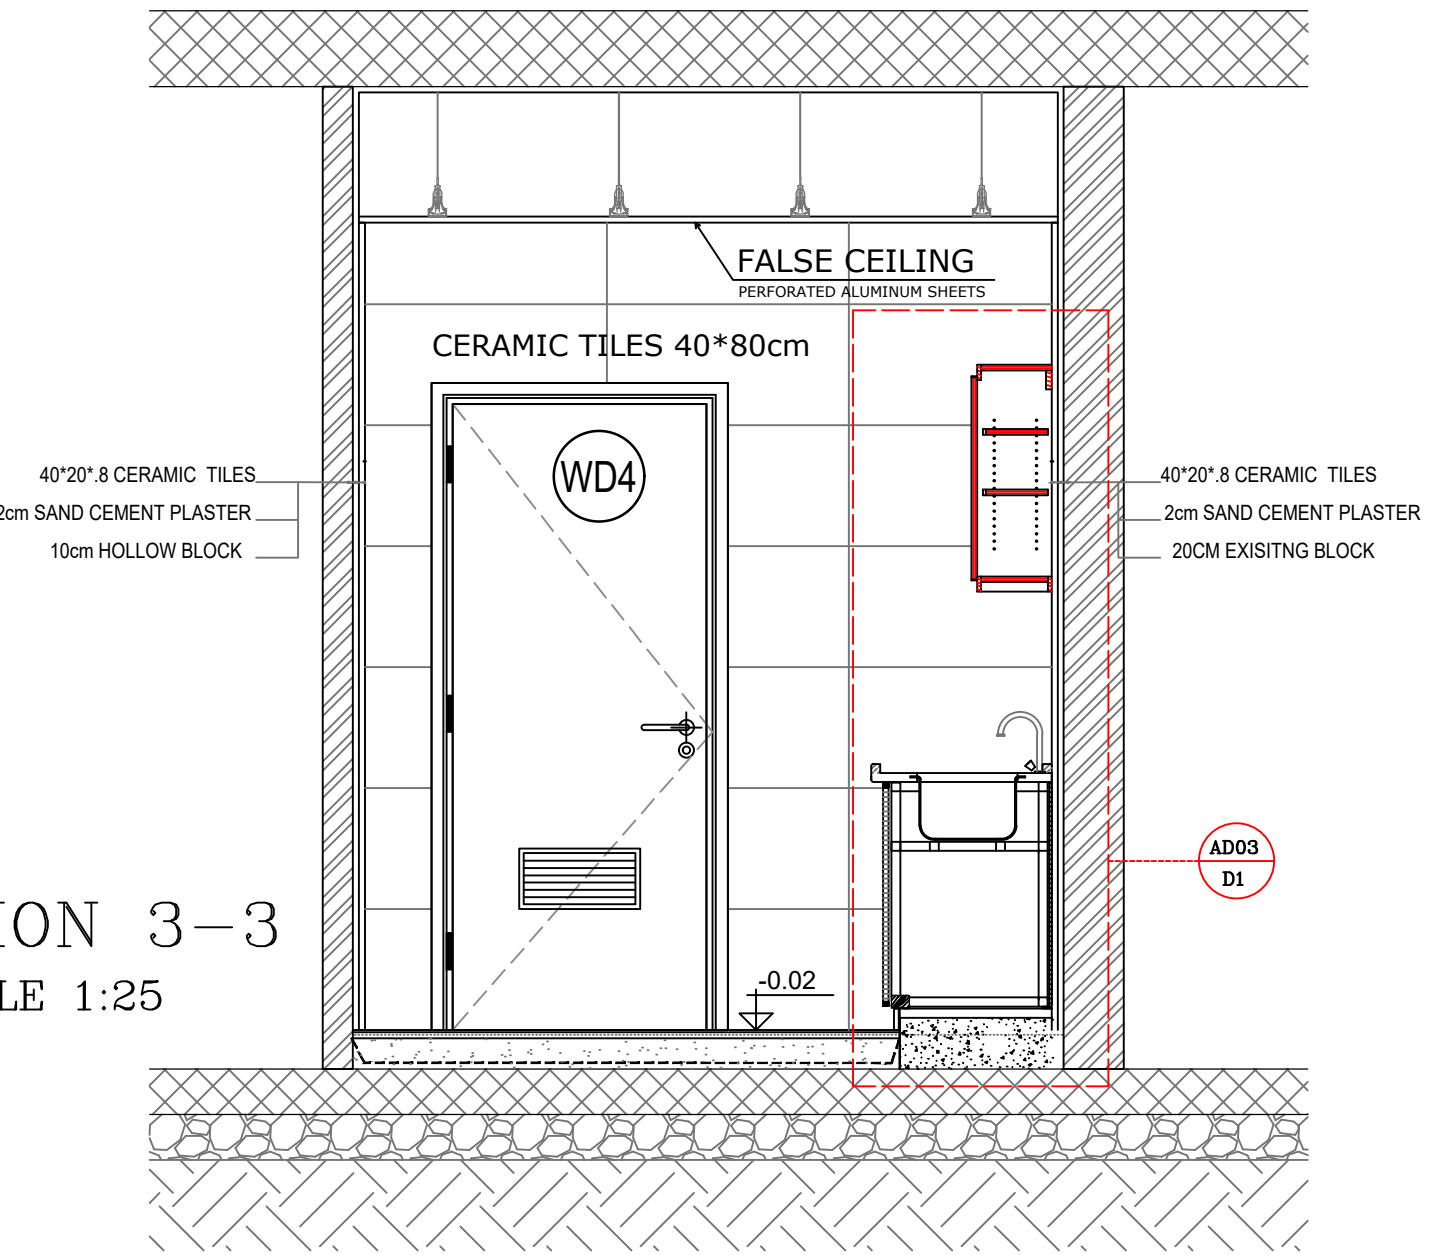 FALSE CEILING
PERFORATED ALUMINUM SHEETS
CERAMIC TILES 40*80cm
WD4
40*20*.8 CERAMIC TILES
2cm SAND CEMENT PLASTER
10cm HOLLOW BLOCK
40*20*.8 CERAMIC TILES
2cm SAND CEMENT PLASTER
20CM EXISITNG BLOCK
AD03
D1
ION 3-3
LE 1:25
-0.02